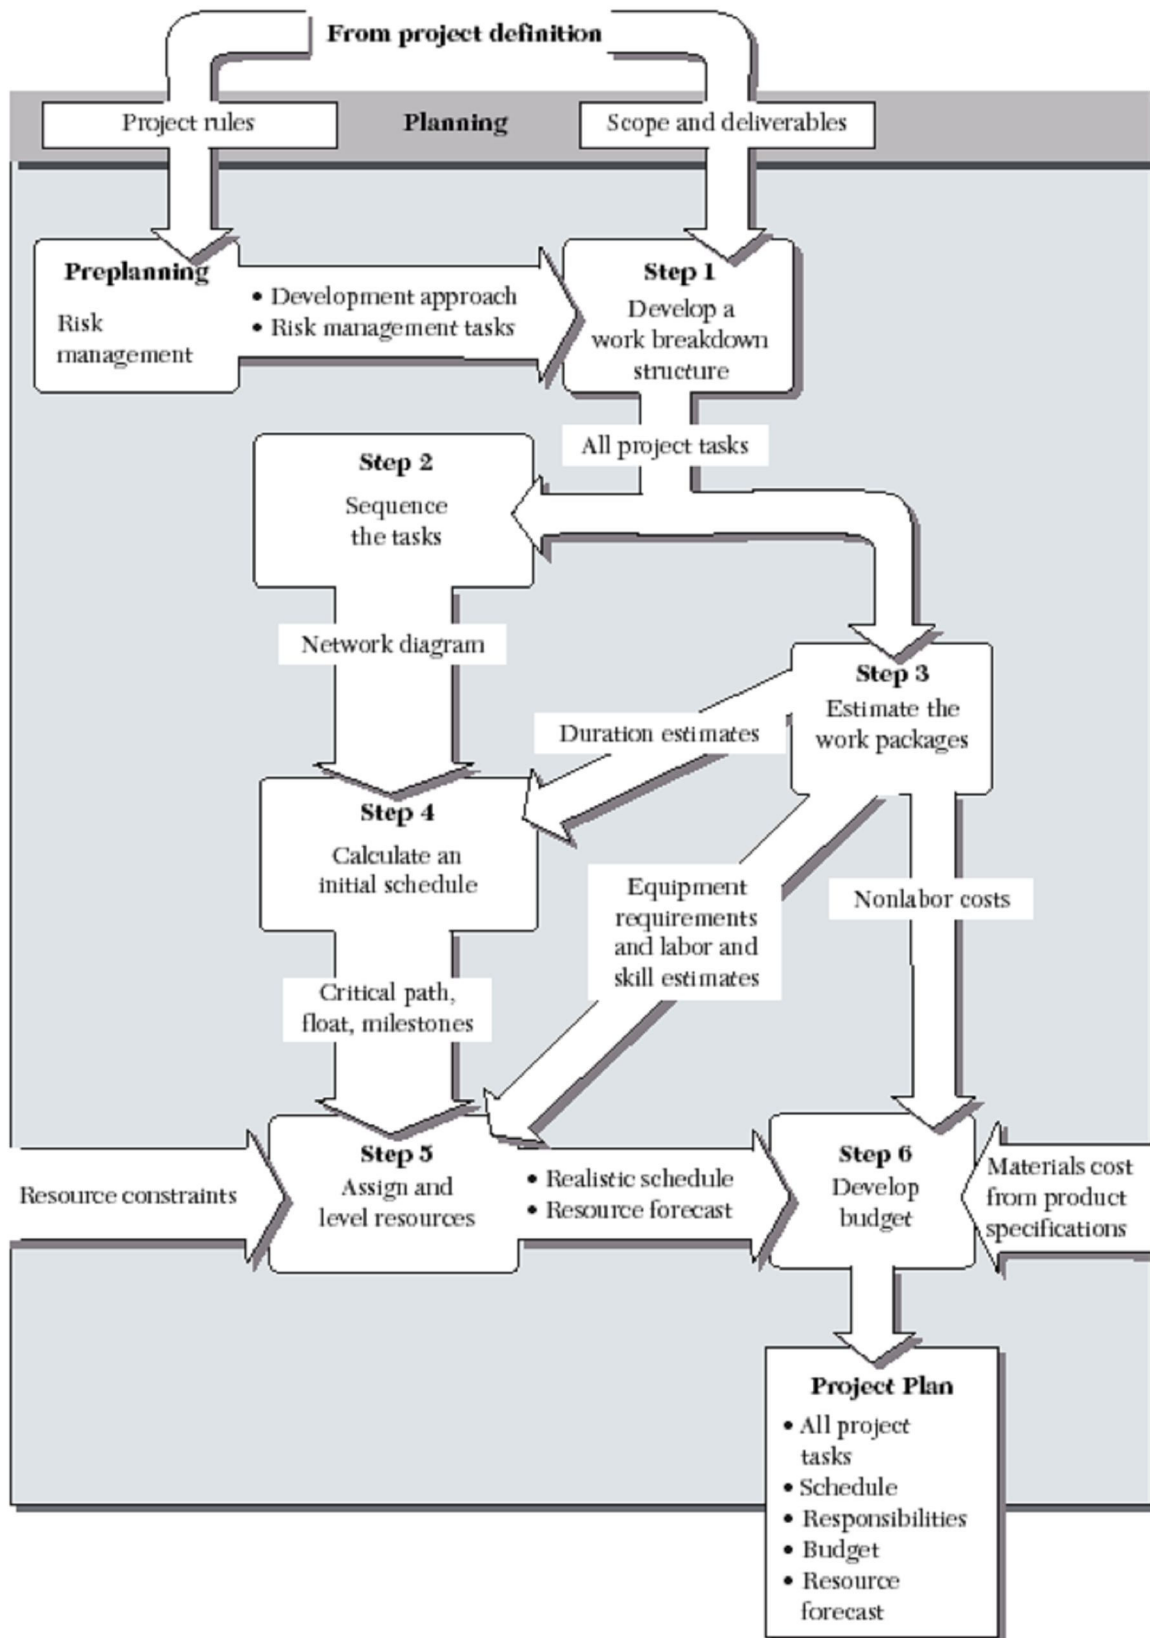 From project definition
Project rules
Planning
Scope and deliverables
Preplanning
Risk
management
• Development approach
• Risk management tasks
Step 1
Develop a
work breakdown
structure
All project tasks
Step 2
Sequence
the tasks
Network diagram
Step 3
Estimate the
work packages
Duration estimates
Step 4
Calculate an
initial schedule
Equipment
requirements
and labor and
skill estimates
Nonlabor costs
Critical path,
float, milestones
Resource constraints
Step 5
Assign and
level resources
• Realistic schedule
• Resource forecast
Step 6
Develop
budget
Materials cost
from product
specifications
Project Plan
• All project
tasks
• Schedule
• Responsibilities
• Budget
• Resource
forecast